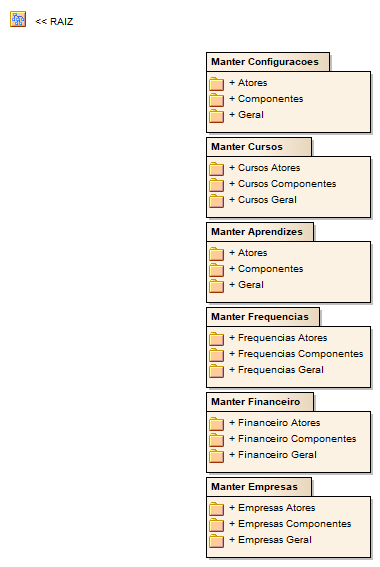 << RAIZ
Manter Configuracoes
+ Atores
+ Componentes
+ Geral
Manter Cursos
+ Cursos Atores
+ Cursos Componentes
+ Cursos Geral
Manter Aprendizes
+ Atores
+ Componentes
+ Geral
Manter Frequencias
+ Frequencias Atores
+ Frequencias Componentes
+ Frequencias Geral
Manter Financeiro
+ Financeiro Atores
+ Financeiro Componentes
+ Financeiro Geral
Manter Empresas
+ Empresas Atores
+ Empresas Componentes
+ Empresas Geral